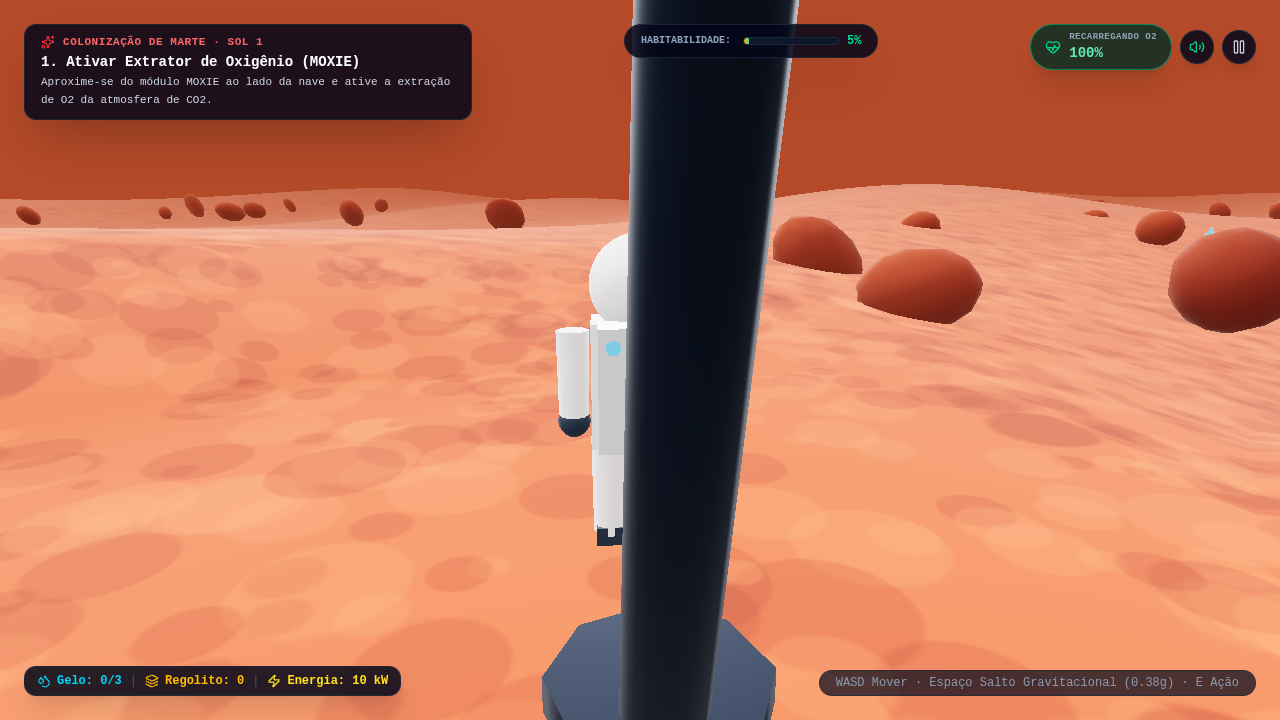 COLONIZAÇÃO DE MARTE · SOL 1
1. Ativar Extrator de Oxigênio (MOXIE)
Aproxime-se do módulo MOXIE ao lado da nave e ative a extração
de O2 da atmosfera de CO2.
HABITABILIDADE: 5%
RECARREGANDO O2
100%
Gelo: 0/3 | Regolito: 0 | Energia: 10 kW
WASD Mover · Espaço Salto Gravitacional (0.38g) · E Ação